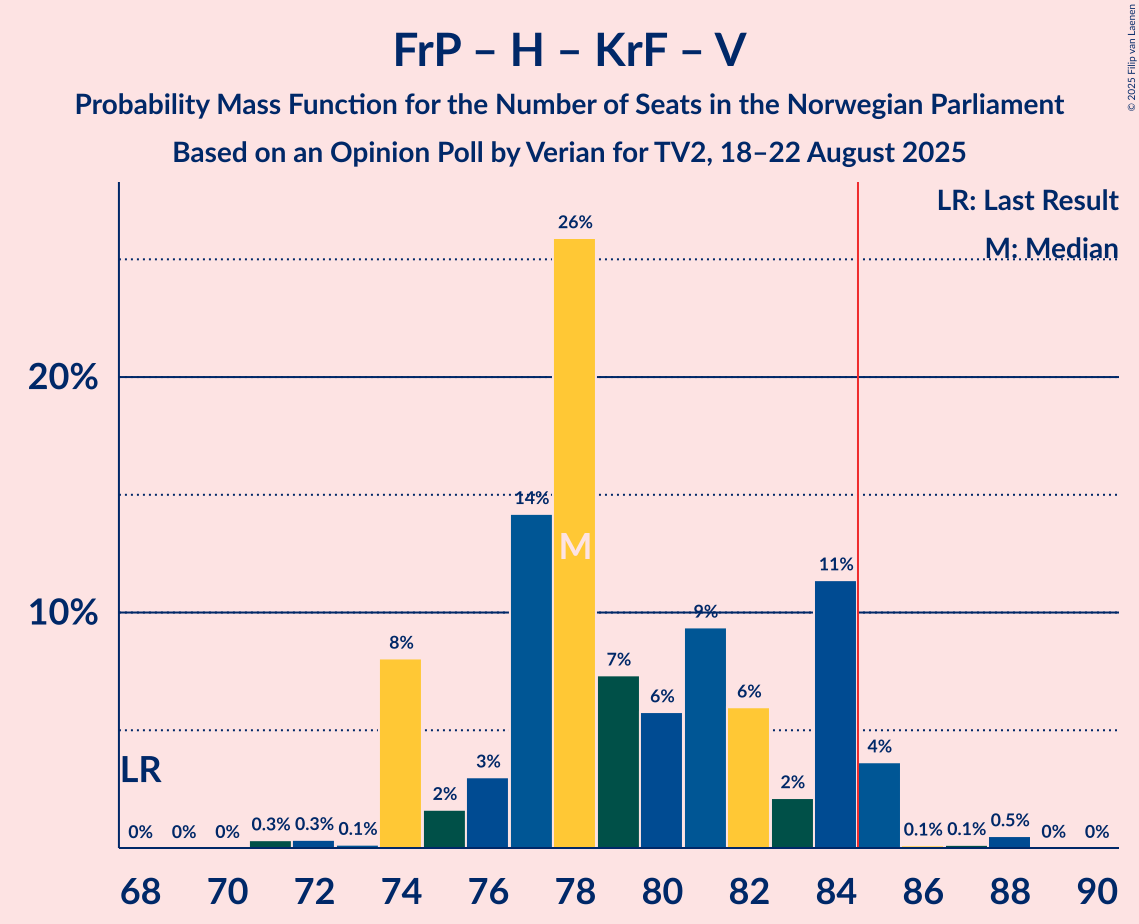 FrP – H – KrF – V
Probability Mass Function for the Number of Seats in the Norwegian Parliament
Based on an Opinion Poll by Verian for TV2, 18–22 August 2025
© 2025 Filip van Laenen
LR: Last Result
M: Median
20%
10%
LR
M
0%
0%
0%
0.3%
0.3%
0.1%
8%
2%
3%
14%
26%
7%
6%
9%
6%
2%
11%
4%
0.1%
0.1%
0.5%
0%
0%
68 70 72 74 76 78 80 82 84 86 88 90